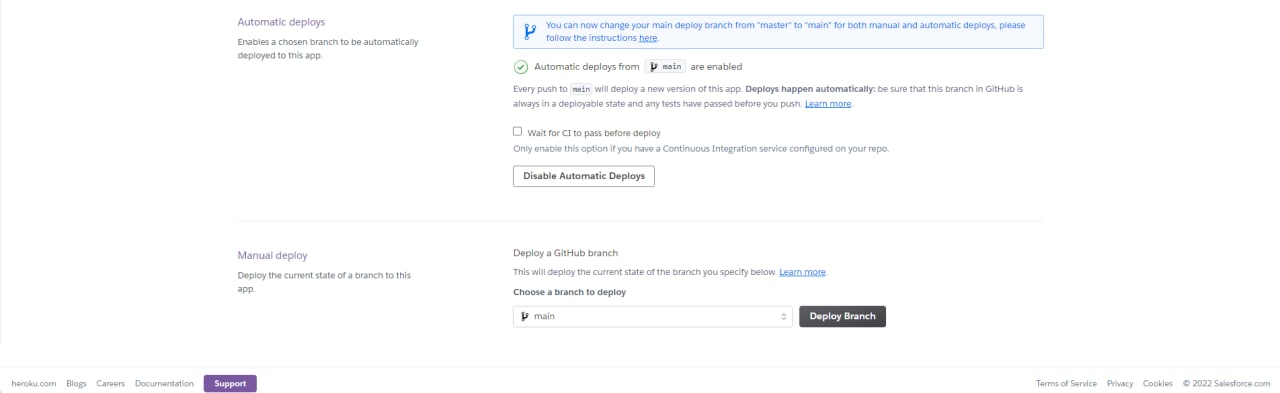 Automatic deploys
Enables a chosen branch to be automatically
deployed to this app.
You can now change your main deploy branch from "master" to "main" for both manual and automatic deploys, please
follow the instructions here.
Automatic deploys from main are enabled
Every push to main will deploy a new version of this app. Deploys happen automatically: be sure that this branch in GitHub is
always in a deployable state and any tests have passed before you push. Learn more.
Wait for CI to pass before deploy
Only enable this option if you have a Continuous Integration service configured on your repo.
Disable Automatic Deploys
Manual deploy
Deploy the current state of a branch to this
app.
Deploy a GitHub branch
This will deploy the current state of the branch you specify below. Learn more.
Choose a branch to deploy
main
Deploy Branch
heroku.com Blogs Careers Documentation Support
Terms of Service Privacy Cookies © 2022 Salesforce.com